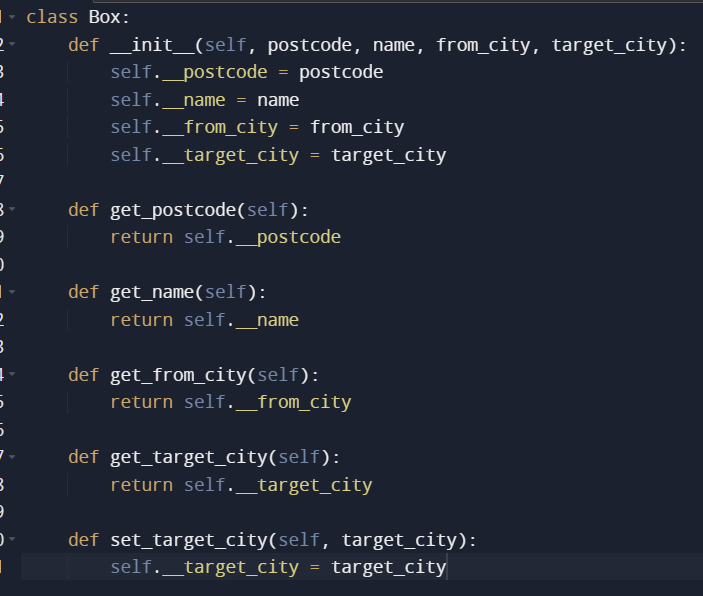 class Box:
    def __init__(self, postcode, name, from_city, target_city):
        self.__postcode = postcode
        self.__name = name
        self.__from_city = from_city
        self.__target_city = target_city
    def get_postcode(self):
        return self.__postcode
    def get_name(self):
        return self.__name
    def get_from_city(self):
        return self.__from_city
    def get_target_city(self):
        return self.__target_city
    def set_target_city(self, target_city):
        self.__target_city = target_city